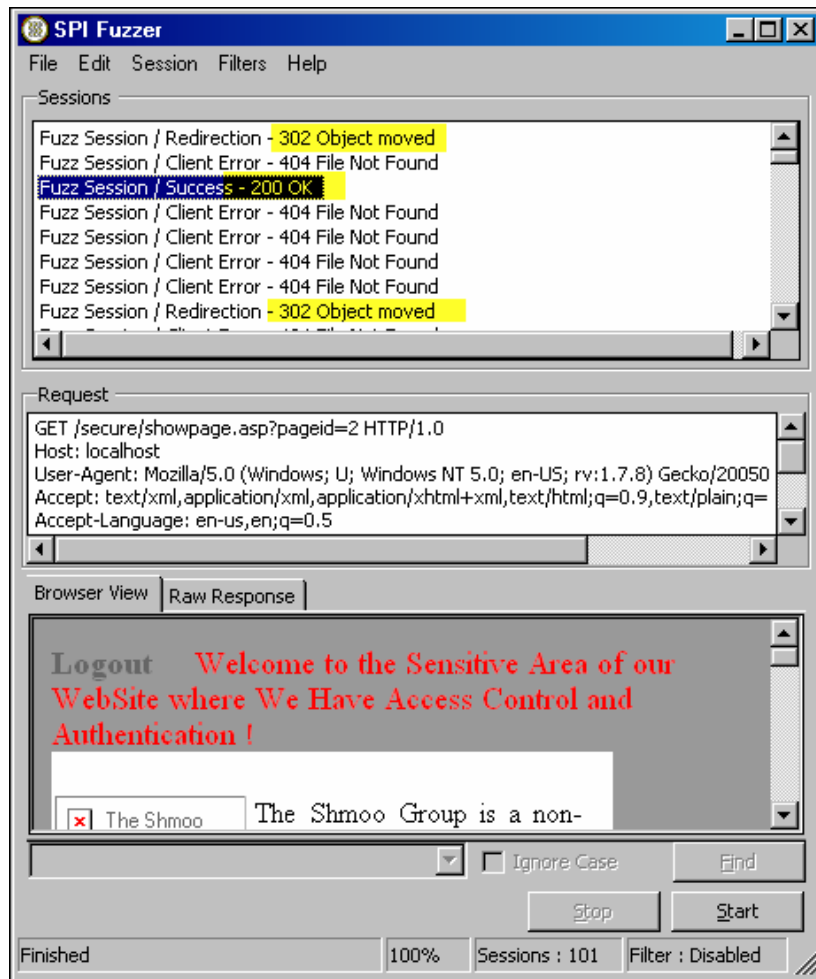 SPI Fuzzer
File Edit Session Filters Help
Sessions
Fuzz Session / Redirection - 302 Object moved
Fuzz Session / Client Error - 404 File Not Found
Fuzz Session / Success - 200 OK
Fuzz Session / Client Error - 404 File Not Found
Fuzz Session / Client Error - 404 File Not Found
Fuzz Session / Client Error - 404 File Not Found
Fuzz Session / Client Error - 404 File Not Found
Fuzz Session / Redirection - 302 Object moved
Request
GET /secure/showpage.asp?pageid=2 HTTP/1.0
Host: localhost
User-Agent: Mozilla/5.0 (Windows; U; Windows NT 5.0; en-US; rv:1.7.8) Gecko/20050
Accept: text/xml,application/xml,application/xhtml+xml,text/html;q=0.9,text/plain;q=
Accept-Language: en-us,en;q=0.5
Browser View Raw Response
Logout Welcome to the Sensitive Area of our
WebSite where We Have Access Control and
Authentication !
The Shmoo The Shmoo Group is a non-
Ignore Case Find
Stop Start
Finished 100% Sessions : 101 Filter : Disabled